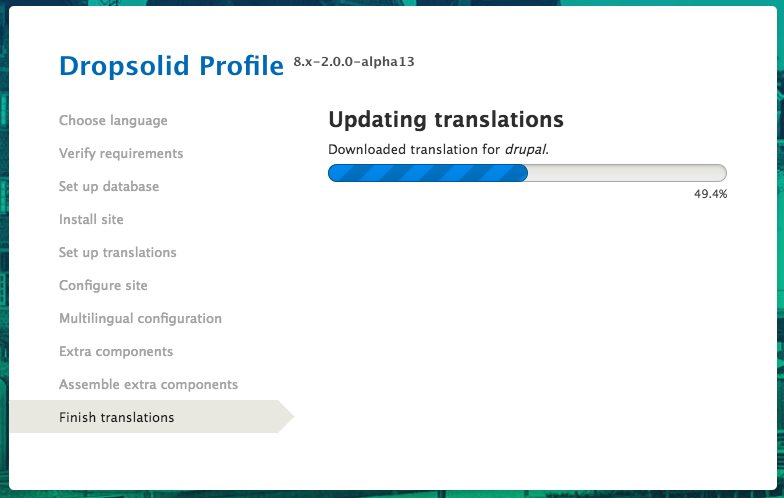 Dropsolid Profile 8.x-2.0.0-alpha13
Choose language
Verify requirements
Set up database
Install site
Set up translations
Configure site
Multilingual configuration
Extra components
Assemble extra components
Finish translations
Updating translations
Downloaded translation for drupal.
49.4%